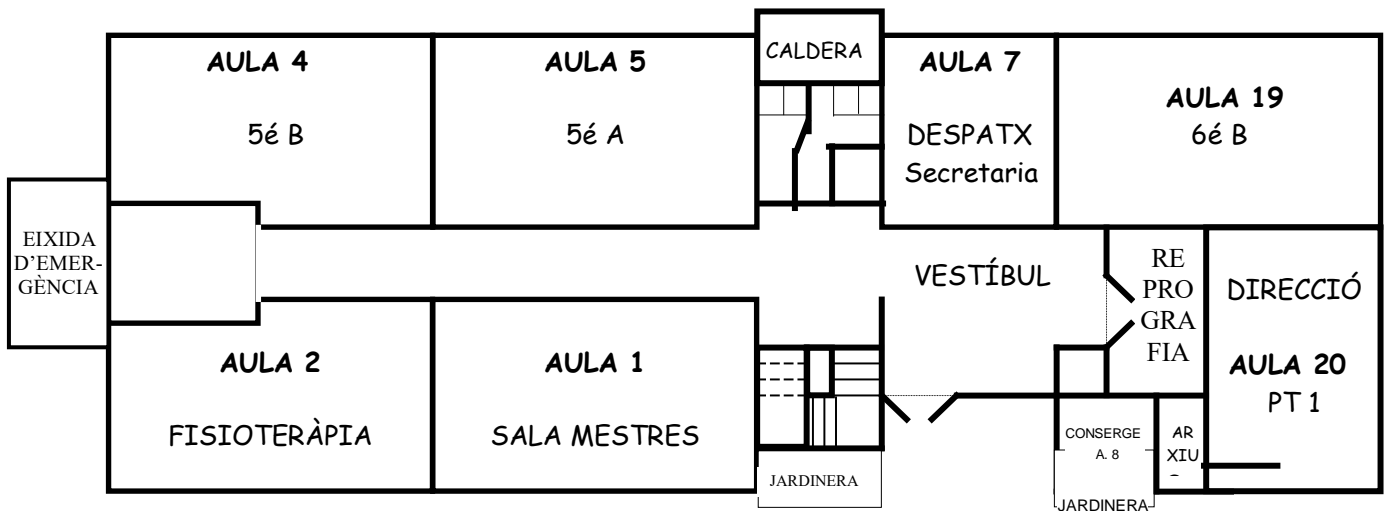 AULA 4
5é B
AULA 5
5é A
CALDERA
AULA 7
DESPATX
Secretaria
AULA 19
6é B
EIXIDA
D’EMER-
GÈNCIA
VESTÍBUL
RE
PRO
GRA
FIA
DIRECCIÓ
AULA 20
PT 1
AULA 2
FISIOTERÀPIA
AULA 1
SALA MESTRES
JARDINERA
CONSERGE
A. 8
JARDINERA
AR
XIU